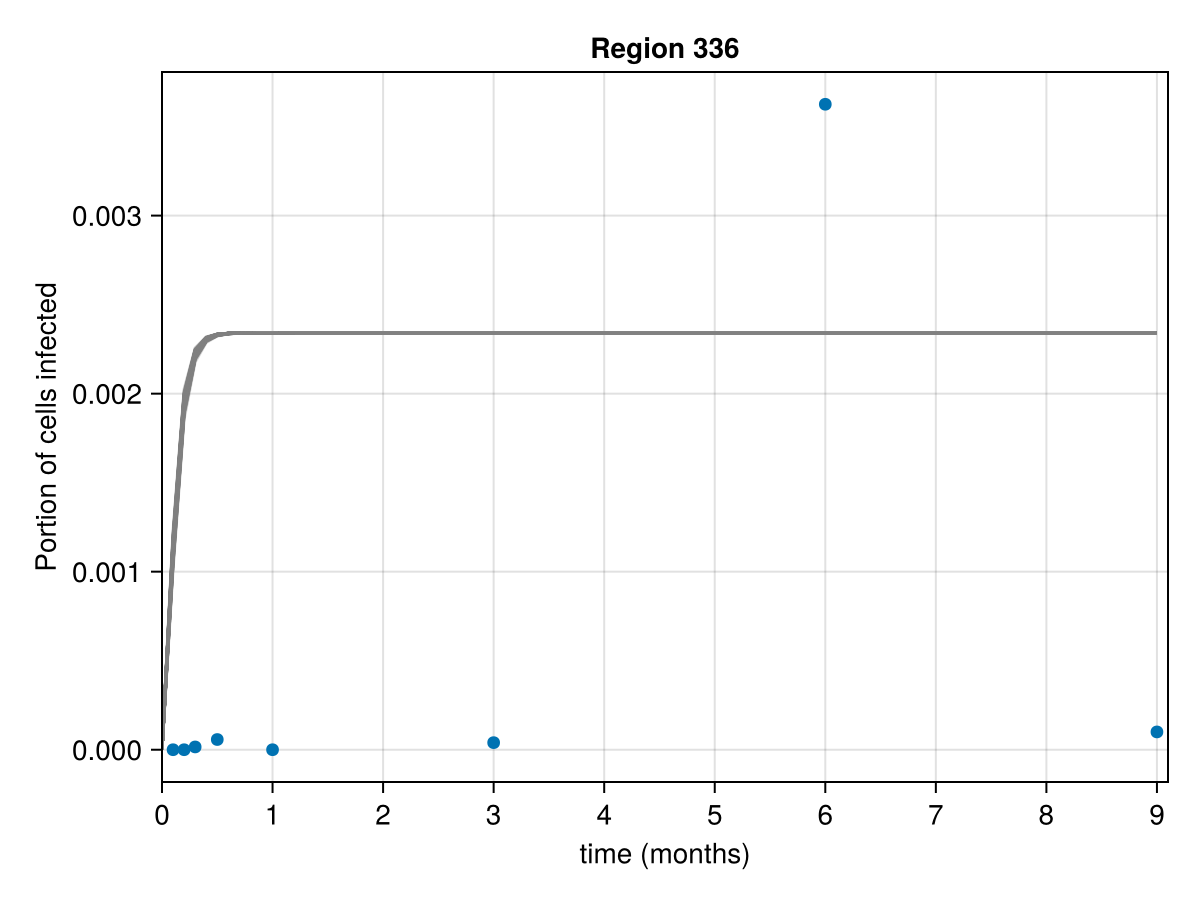 Region 336
Portion of cells infected
0.003
0.002
0.001
0.000
0 1 2 3 4 5 6 7 8 9
time (months)